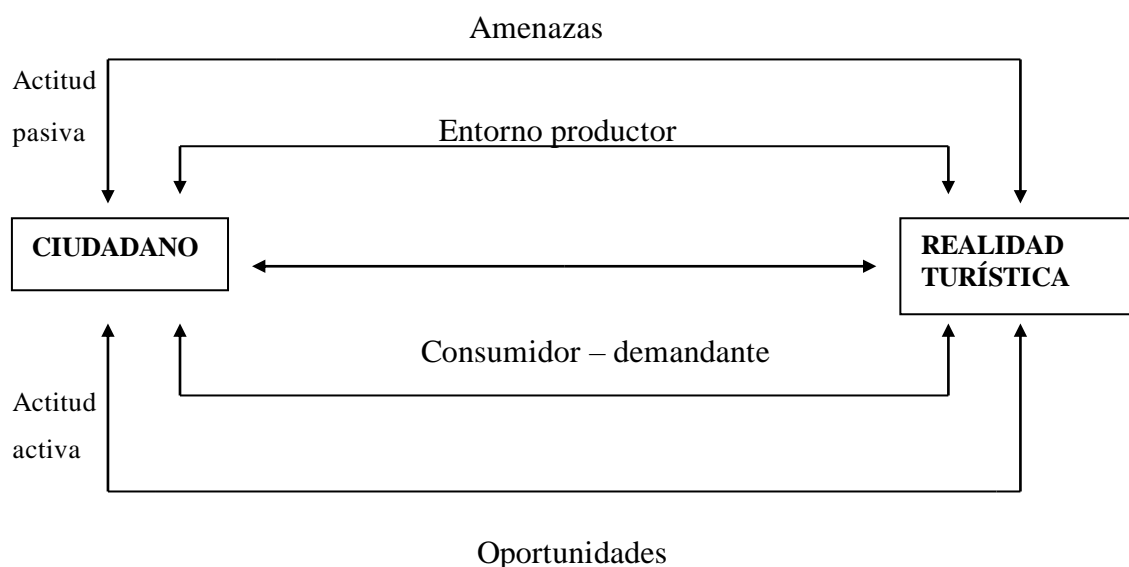 Amenazas
Actitud
pasiva
Entorno productor
CIUDADANO
REALIDAD
TURÍSTICA
Consumidor – demandante
Actitud
activa
Oportunidades